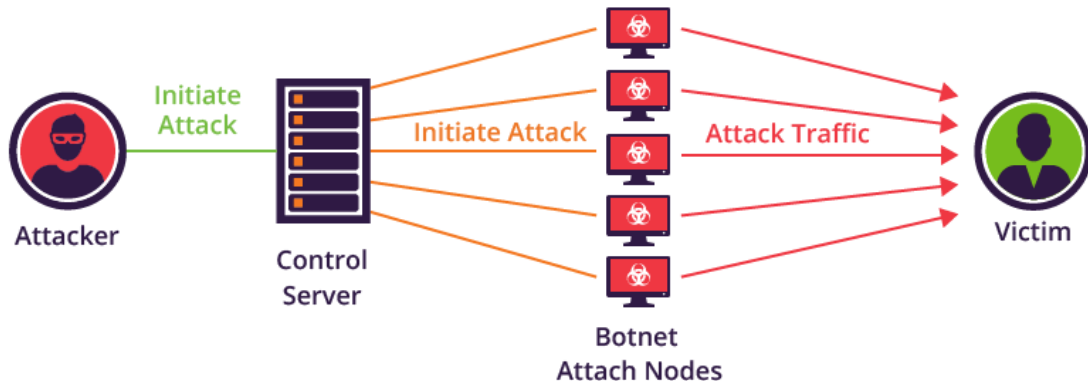 Initiate
Attack
Initiate Attack
Attack Traffic
Attacker
Control
Server
Botnet
Attach Nodes
Victim